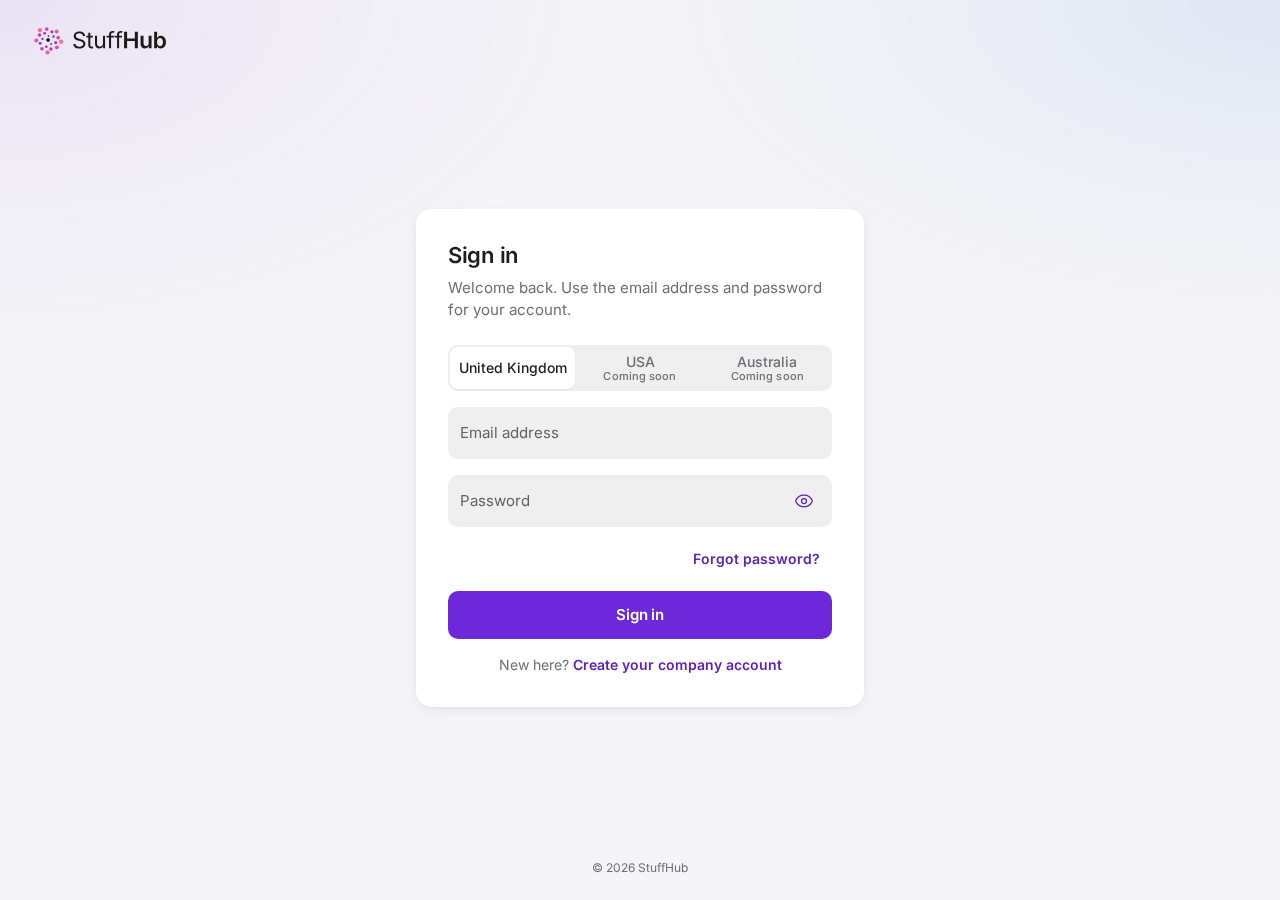 StuffHub
Sign in
Welcome back. Use the email address and password
for your account.
United Kingdom
USA
Coming soon
Australia
Coming soon
Email address
Password
Forgot password?
Sign in
New here? Create your company account
© 2026 StuffHub